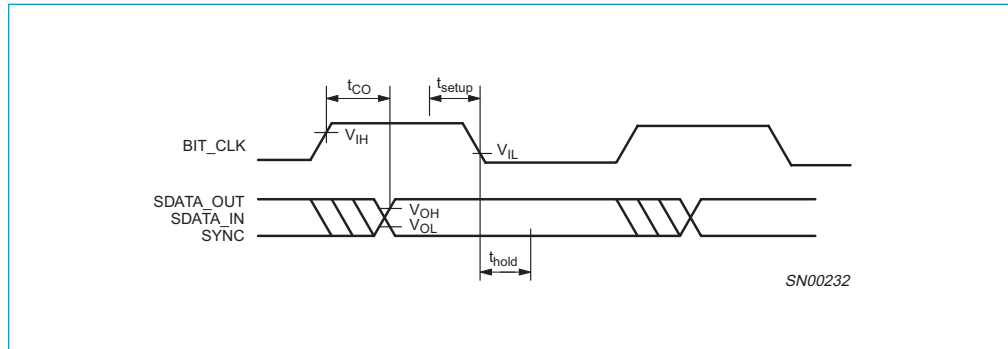 tCO
tsetup
BIT_CLK
VIH
VIL
SDATA_OUT
SDATA_IN
SYNC
VOH
VOL
thold
SN00232